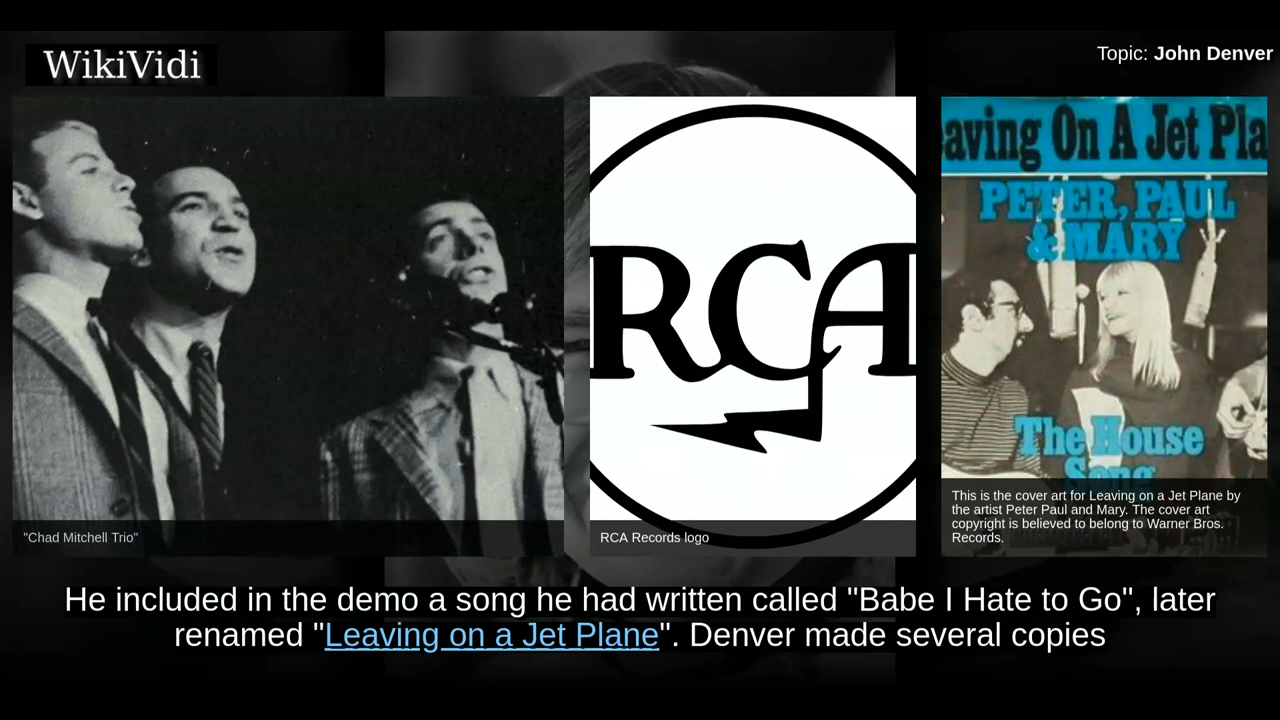 WikiVidi
Topic: John Denver
aving On A Jet Pla
PETER, PAUL
& MARY
The House
Song
RCA
"Chad Mitchell Trio"
RCA Records logo
This is the cover art for Leaving on a Jet Plane by
the artist Peter Paul and Mary. The cover art
copyright is believed to belong to Warner Bros.
Records.
He included in the demo a song he had written called "Babe I Hate to Go", later
renamed "Leaving on a Jet Plane". Denver made several copies